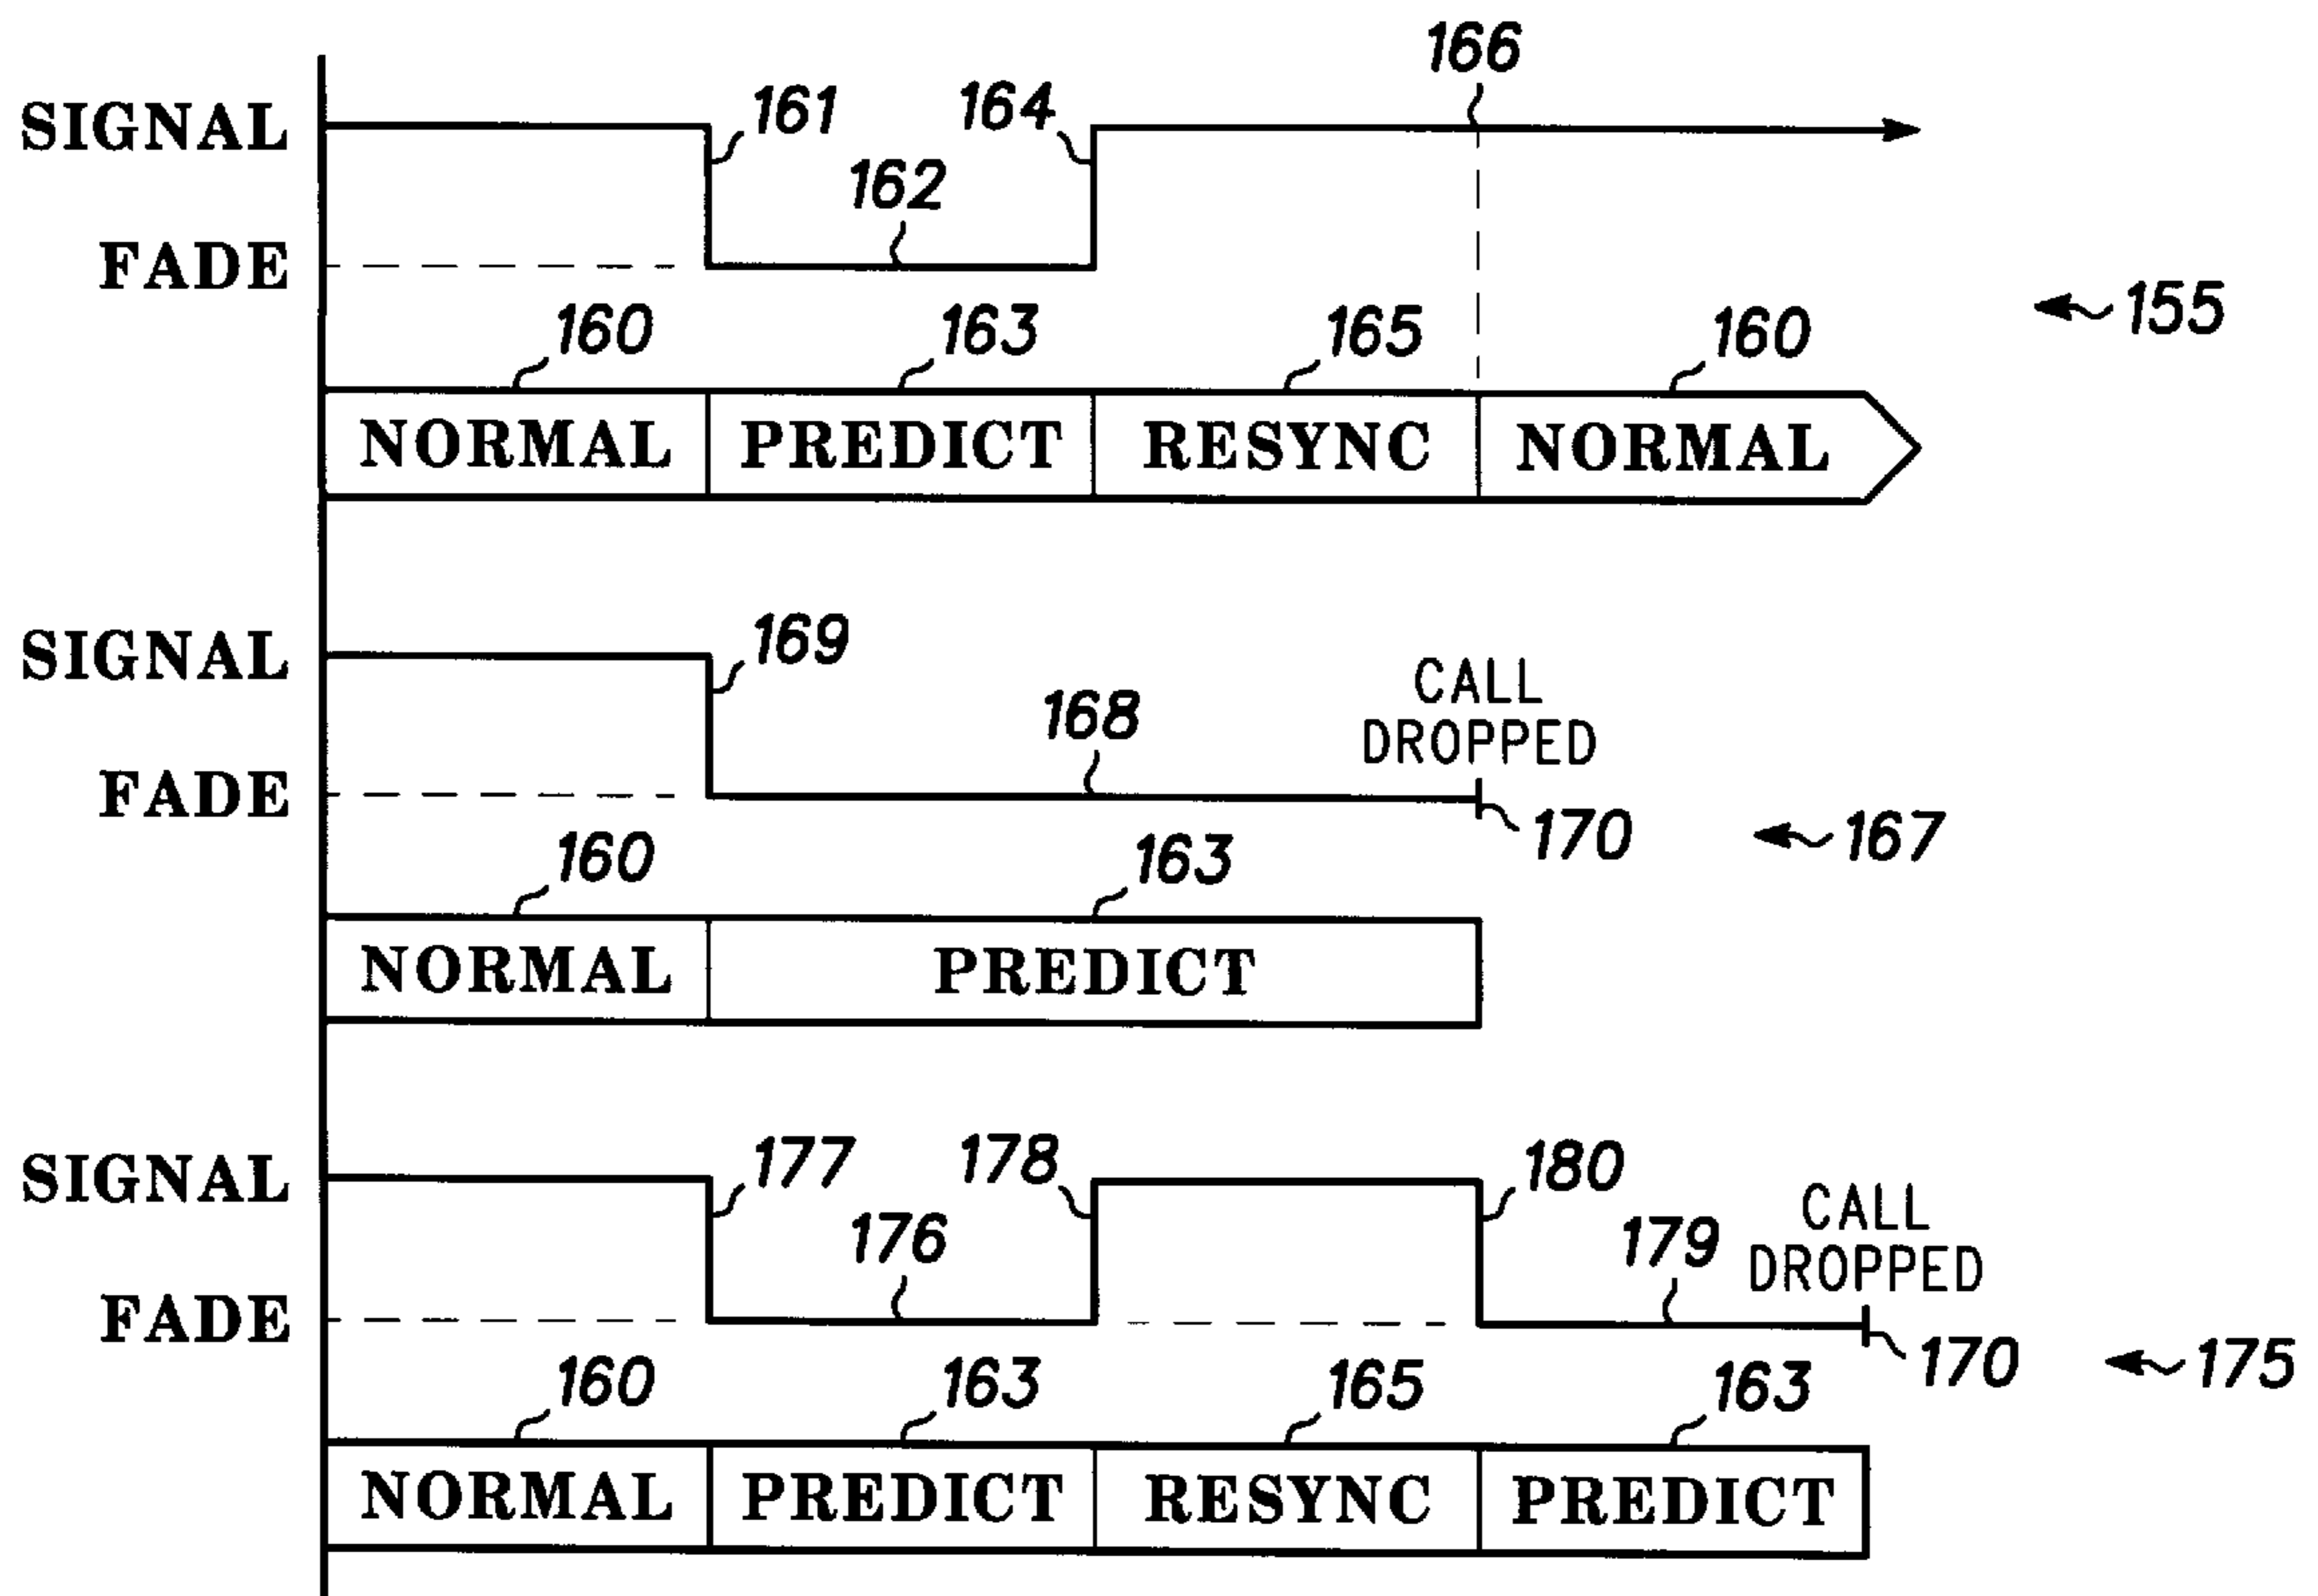 166
SIGNAL 161 164
162
FADE
155
160 163 165 160
NORMAL PREDICT RESYNC NORMAL
SIGNAL 169
CALL
DROPPED
168
FADE
170 167
160 163
NORMAL PREDICT
SIGNAL 177 178 180
CALL
DROPPED
176 179
FADE
170 175
160 163 165 163
NORMAL PREDICT RESYNC PREDICT